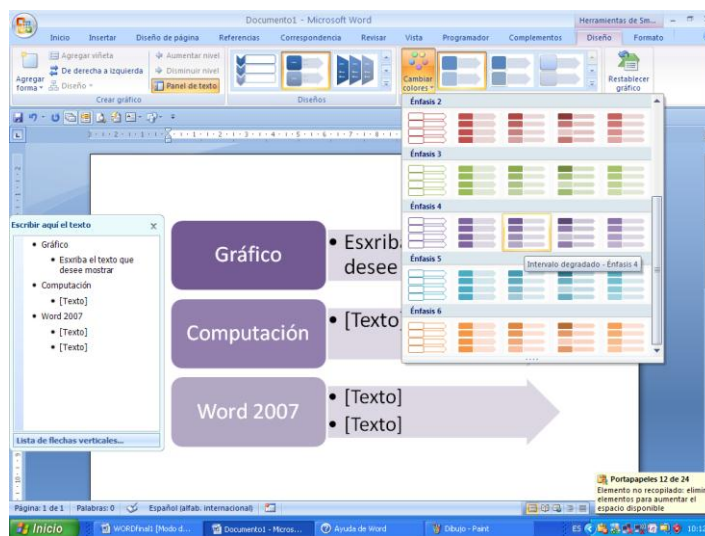 Documento1 - Microsoft Word
Herramientas de Sm...
Inicio Insertar Diseño de página Referencias Correspondencia Revisar Vista Programador Complementos Diseño Formato
Agregar forma
Agregar viñeta
De derecha a izquierda
Diseño
Aumentar nivel
Disminuir nivel
Panel de texto
Crear gráfico
Diseños
Cambiar colores
Restablecer gráfico
Énfasis 2
Énfasis 3
Énfasis 4
Intervalo degradado - Énfasis 4
Énfasis 5
Énfasis 6
Escribir aquí el texto x
• Gráfico
• Esxriba el texto que
desee mostrar
• Computación
• [Texto]
• Word 2007
• [Texto]
• [Texto]
Lista de flechas verticales...
Gráfico
• Esxriba
desee
Computación
• [Texto]
Word 2007
• [Texto]
• [Texto]
Portapapeles 12 de 24
Elemento no recopilado: elimin
elementos para aumentar el
espacio disponible
Página: 1 de 1 Palabras: 0 Español (alfab. internacional)
Inicio WORDFinal1 [Modo d... Documento1 - Micros... Ayuda de Word Dibujo - Paint ES